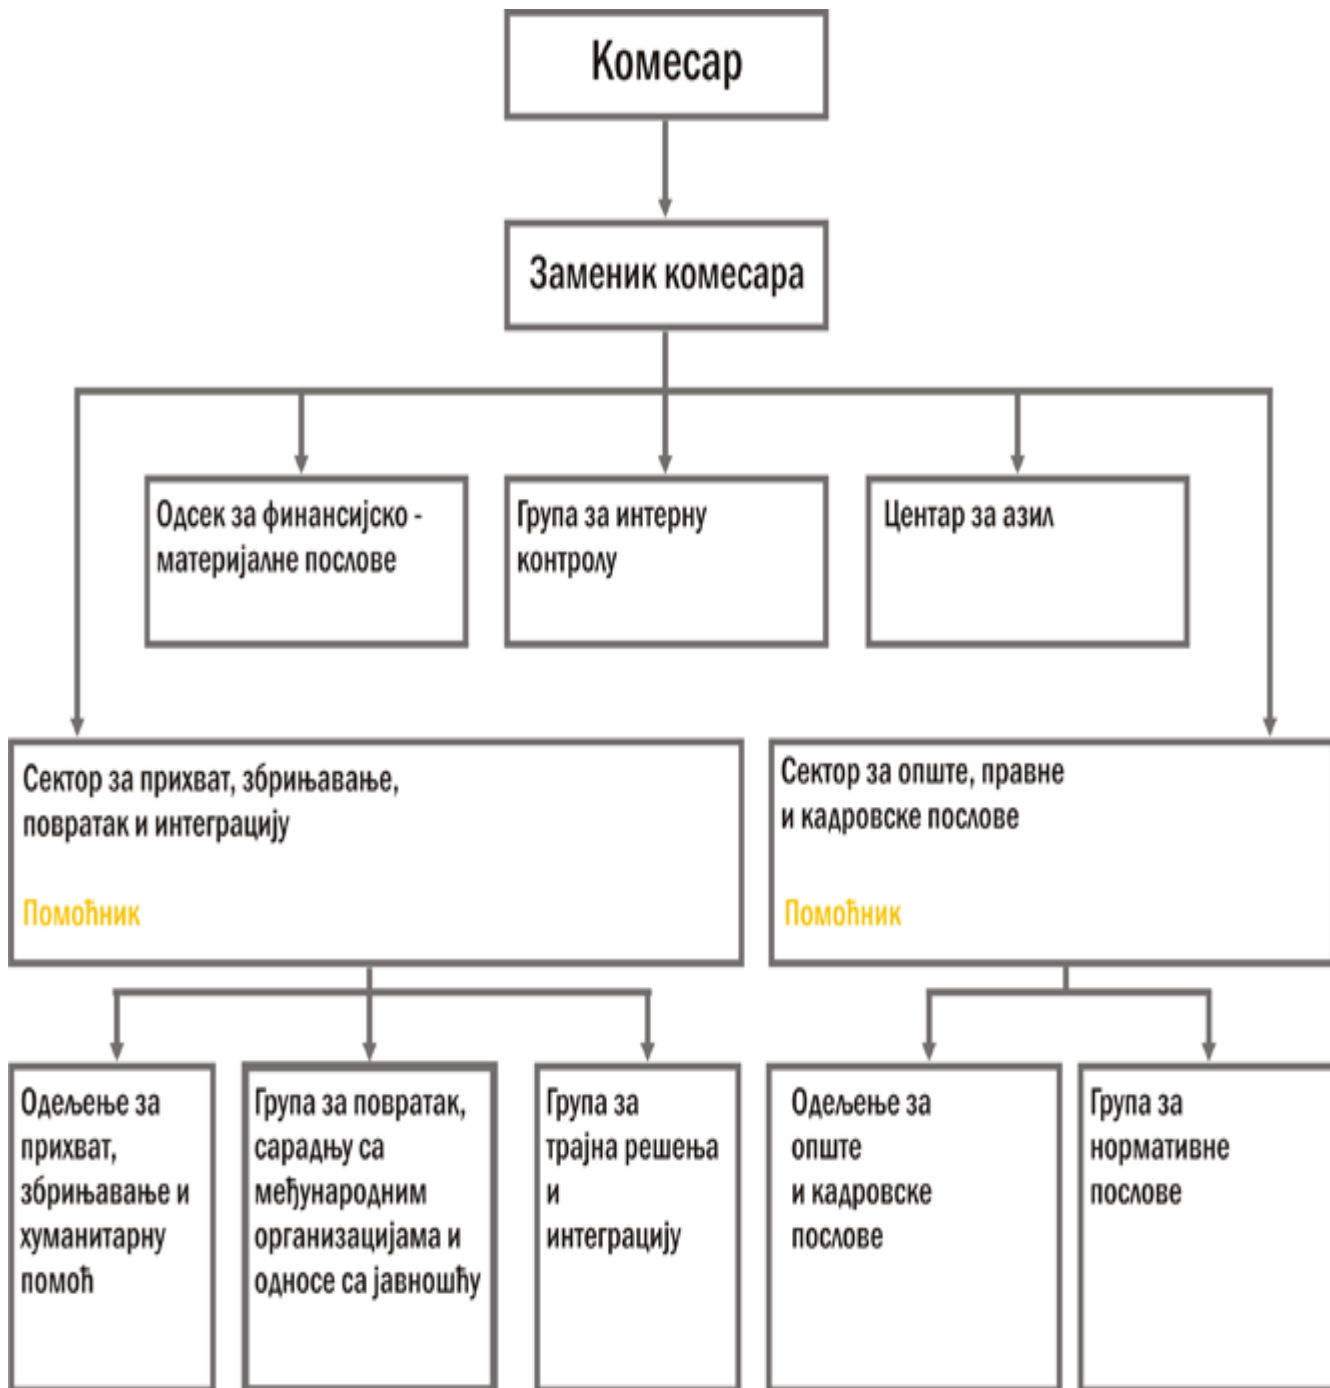 Комесар
Заменик комесара
Одсек за финансијско -
материјалне послове
Група за интерну
контролу
Центар за азил
Сектор за прихват, збрињавање,
повратак и интеграцију
Помоћник
Сектор за опште, правне
и кадровске послове
Помоћник
Одељење за
прихват,
збрињавање и
хуманитарну
помоћ
Група за повратак,
сарадњу са
међународним
организацијама и
односе са јавношћу
Група за
трајна решења
и
интеграцију
Одељење за
опште
и кадровске
послове
Група за
нормативне
послове